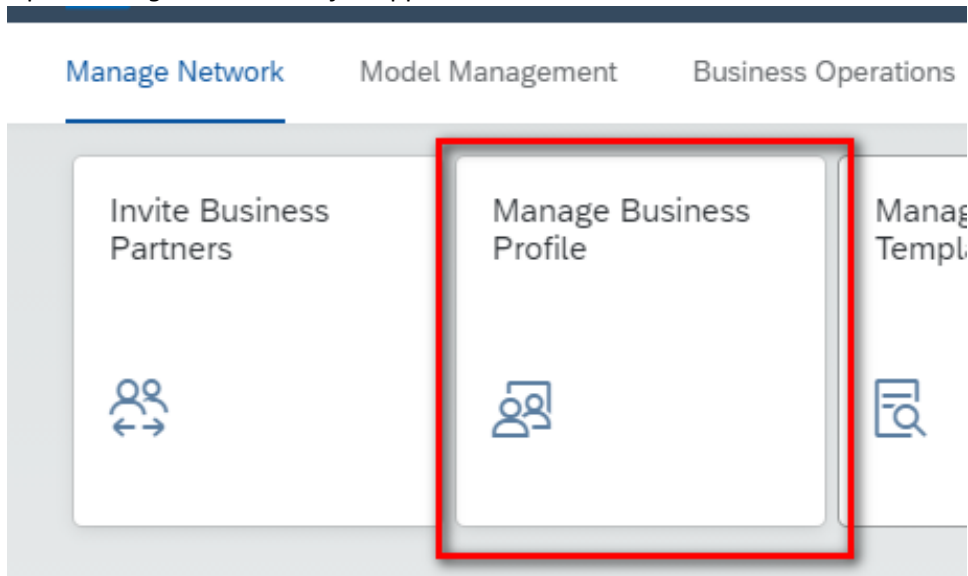 Manage Network Model Management Business Operations
Invite Business
Partners
Manage Business
Profile